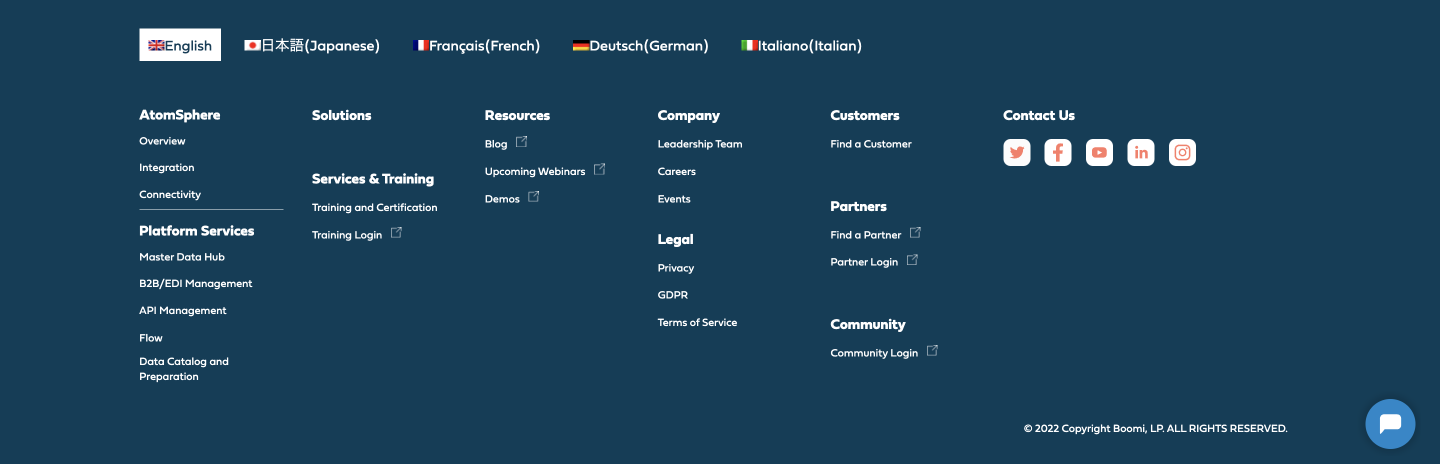 English
日本語(Japanese)
Français(French)
Deutsch(German)
Italiano(Italian)
AtomSphere
Overview
Integration
Connectivity
Platform Services
Master Data Hub
B2B/EDI Management
API Management
Flow
Data Catalog and
Preparation
Solutions
Services & Training
Training and Certification
Training Login
Resources
Blog
Upcoming Webinars
Demos
Company
Leadership Team
Careers
Events
Legal
Privacy
GDPR
Terms of Service
Customers
Find a Customer
Partners
Find a Partner
Partner Login
Community
Community Login
Contact Us
© 2022 Copyright Boomi, LP. ALL RIGHTS RESERVED.